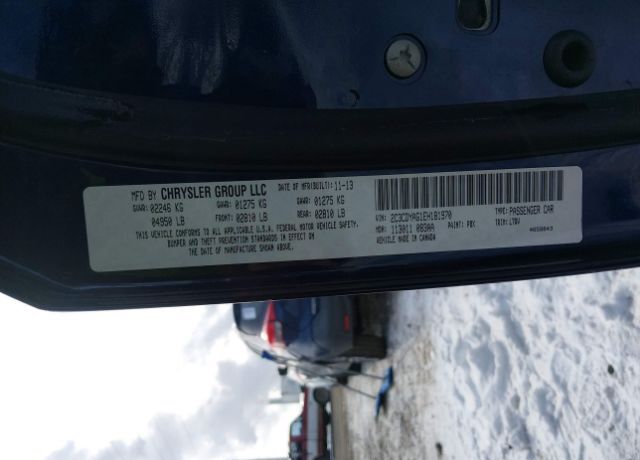 MFD BY CHRYSLER GROUP LLC
DATE OF MFR(BUILT): 11-13
GVWR: 02246 KG
04950 LB
GAWR: 01275 KG
FRONT: 02810 LB
GAWR: 01275 KG
REAR: 02810 LB
THIS VEHICLE CONFORMS TO ALL APPLICABLE U.S.A. FEDERAL MOTOR VEHICLE SAFETY,
BUMPER AND THEFT PREVENTION STANDARDS IN EFFECT ON
THE DATE OF MANUFACTURE SHOWN ABOVE.
VIN: 2C3CDYAG1EH181970
TYPE: PASSENGER CAR
MDH: 113011 083AA
PAINT: PBX
TRIM:
VEHICLE MADE IN CANADA